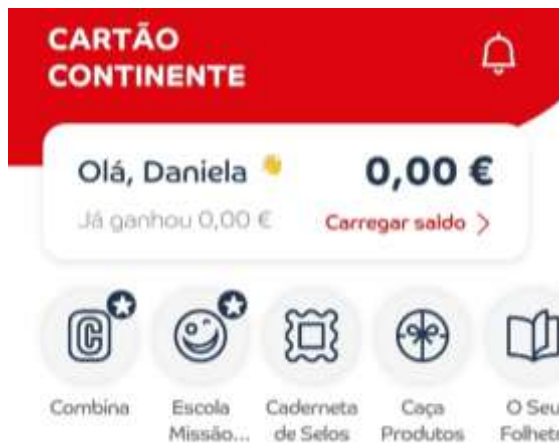 CARTÃO
CONTINENTE
Olá, Daniela 0,00 €
Já ganhou 0,00 € Carregar saldo >
C
Combina Escola Caderneta Caça O Seu
Missão... de Selos Produtos Folheto